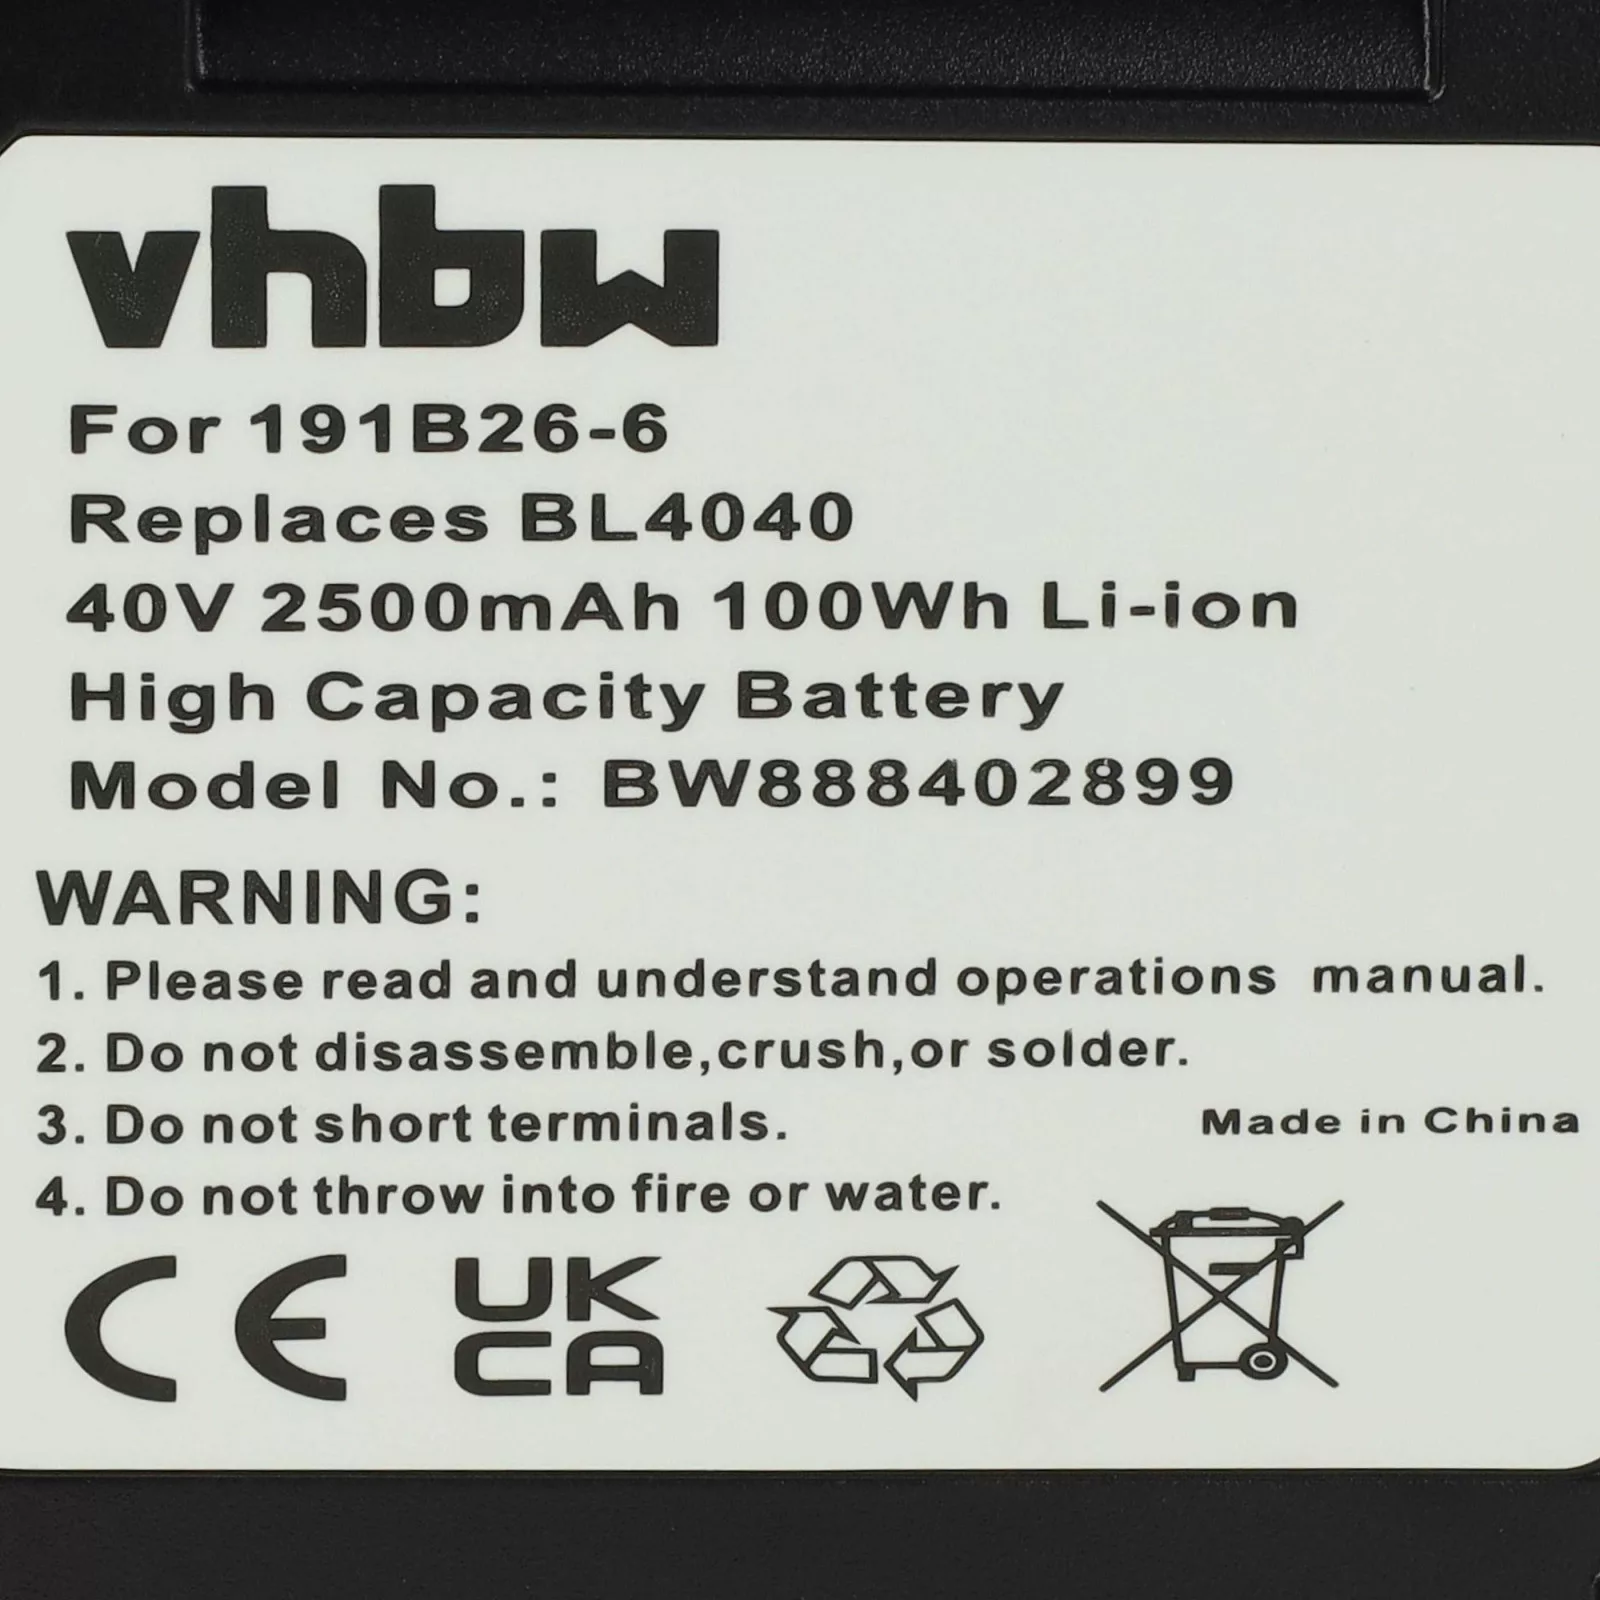 vhbw
For 191B26-6
Replaces BL4040
40V 2500mAh 100Wh Li-ion
High Capacity Battery
Model No.: BW888402899
WARNING:
1. Please read and understand operations manual.
2. Do not disassemble,crush,or solder.
3. Do not short terminals.
Made in China
4. Do not throw into fire or water.
CE UK
CA